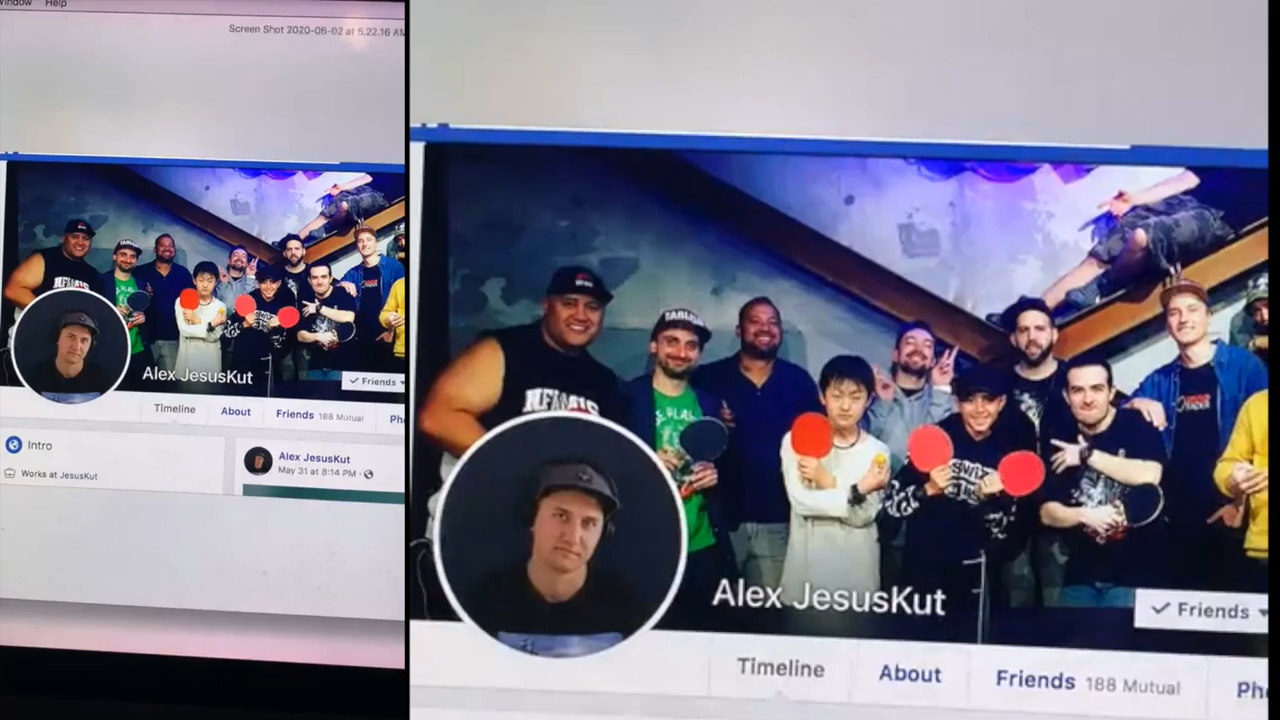 Window Help
Screen Shot 2020-06-02 at 5.22.16 AM
Alex JesusKut
Friends
Timeline
About
Friends 188 Mutual
Intro
Works at JesusKut
Alex JesusKut
May 31 at 8:14 PM
Alex JesusKut
Friends
Timeline
About
Friends 188 Mutual